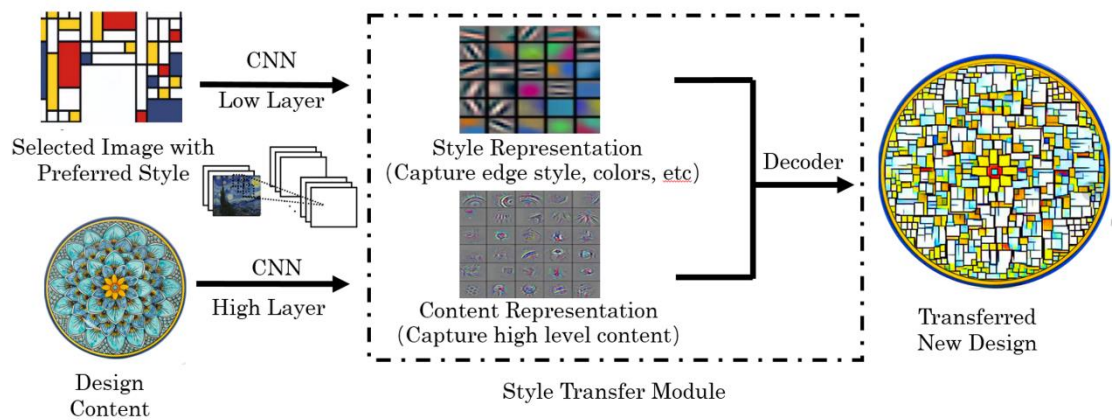 CNN
Low Layer
Selected Image with
Preferred Style
Style Representation
(Capture edge style, colors, etc)
Decoder
CNN
High Layer
Content Representation
(Capture high level content)
Transferred
New Design
Design
Content
Style Transfer Module